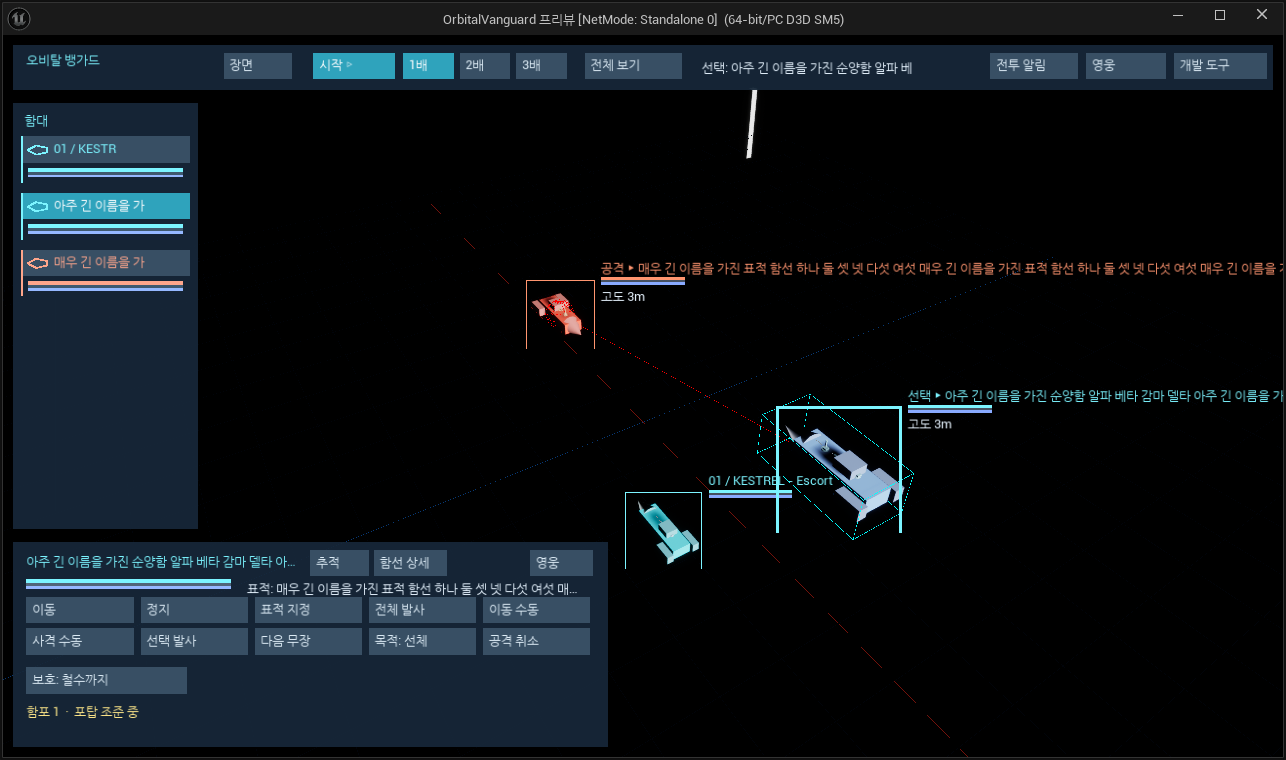 OrbitalVanguard 프리뷰 [NetMode: Standalone 0] (64-bit/PC D3D SM5)
오비탈 뱅가드
장면
시작 ▶
1배
2배
3배
전체 보기
선택: 아주 긴 이름을 가진 순양함 알파 베
전투 알림
영웅
개발 도구
함대
01 / KESTR
아주 긴 이름을 가
매우 긴 이름을 가
공격 ▶ 매우 긴 이름을 가진 표적 함선 하나 둘 셋 넷 다섯 여섯 매우 긴 이름을 가진 표적 함선 하나 둘 셋 넷 다섯 여섯 매우 긴 이름을 가
고도 3m
선택 ▶ 아주 긴 이름을 가진 순양함 알파 베타 감마 델타 아주 긴 이름을 가
고도 3m
01 / KESTREL - Escort
아주 긴 이름을 가진 순양함 알파 베타 감마 델타 아...
추적
함선 상세
영웅
표적: 매우 긴 이름을 가진 표적 함선 하나 둘 셋 넷 다섯 여섯 매...
이동
정지
표적 지정
전체 발사
이동 수동
사격 수동
선택 발사
다음 무장
목적: 선체
공격 취소
보호: 철수까지
함포 1 · 포탑 조준 중